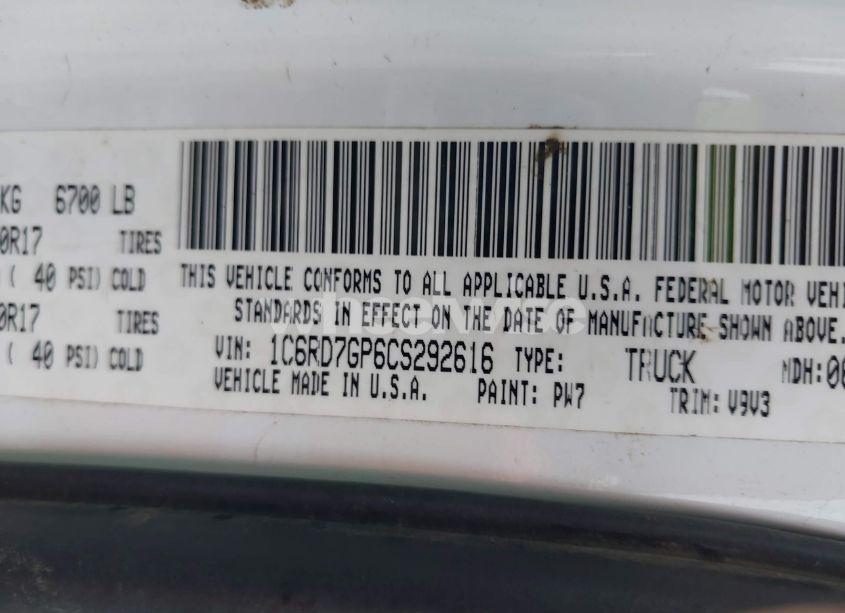 KG 6700 LB
0R17 TIRES
( 40 PSI) COLD
0R17 TIRES
( 40 PSI) COLD
THIS VEHICLE CONFORMS TO ALL APPLICABLE U.S.A. FEDERAL MOTOR VEHI
STANDARDS IN EFFECT ON THE DATE OF MANUFACTURE SHOWN ABOVE.
VIN: 1C6RD7GP6CS292616 TYPE: TRUCK MDH:00
VEHICLE MADE IN U.S.A. PAINT: PW7 TRIM: V9V3